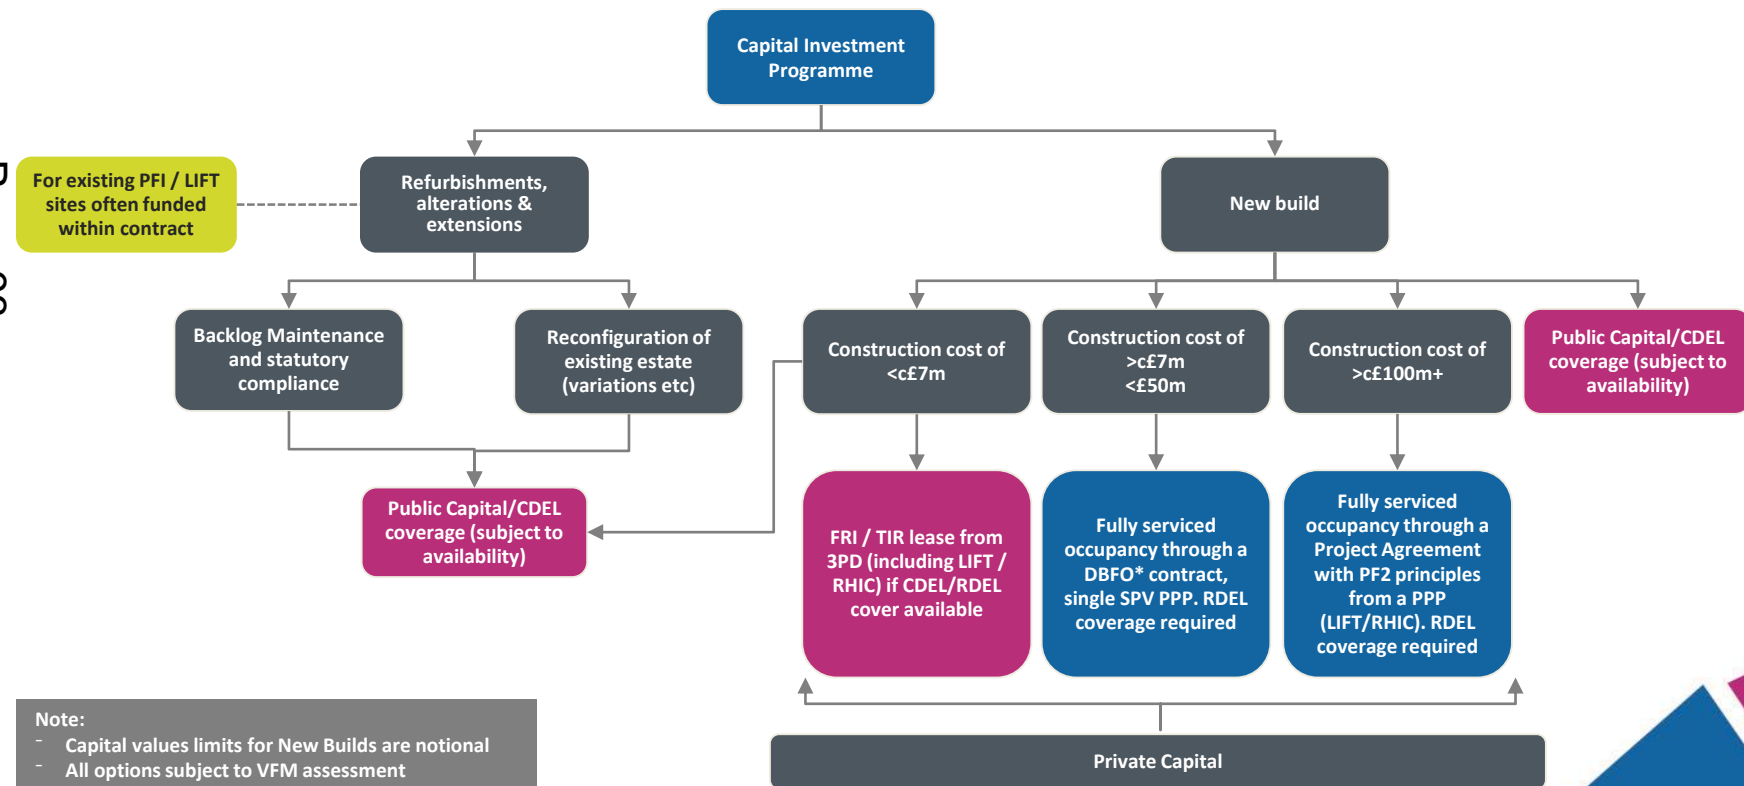 Capital Investment
Programme
For existing PFI / LIFT
sites often funded
within contract
Refurbishments,
alterations &
extensions
New build
Backlog Maintenance
and statutory
compliance
Reconfiguration of
existing estate
(variations etc)
Construction cost of
<c£7m
Construction cost of
>c£7m
<£50m
Construction cost of
>c£100m+
Public Capital/CDEL
coverage (subject to
availability)
Public Capital/CDEL
coverage (subject to
availability)
FRI / TIR lease from
3PD (including LIFT /
RHIC) if CDEL/RDEL
cover available
Fully serviced
occupancy through a
DBFO* contract,
single SPV PPP. RDEL
coverage required
Fully serviced
occupancy through a
Project Agreement
with PF2 principles
from a PPP
(LIFT/RHIC). RDEL
coverage required
Note:
- Capital values limits for New Builds are notional
- All options subject to VFM assessment
Private Capital